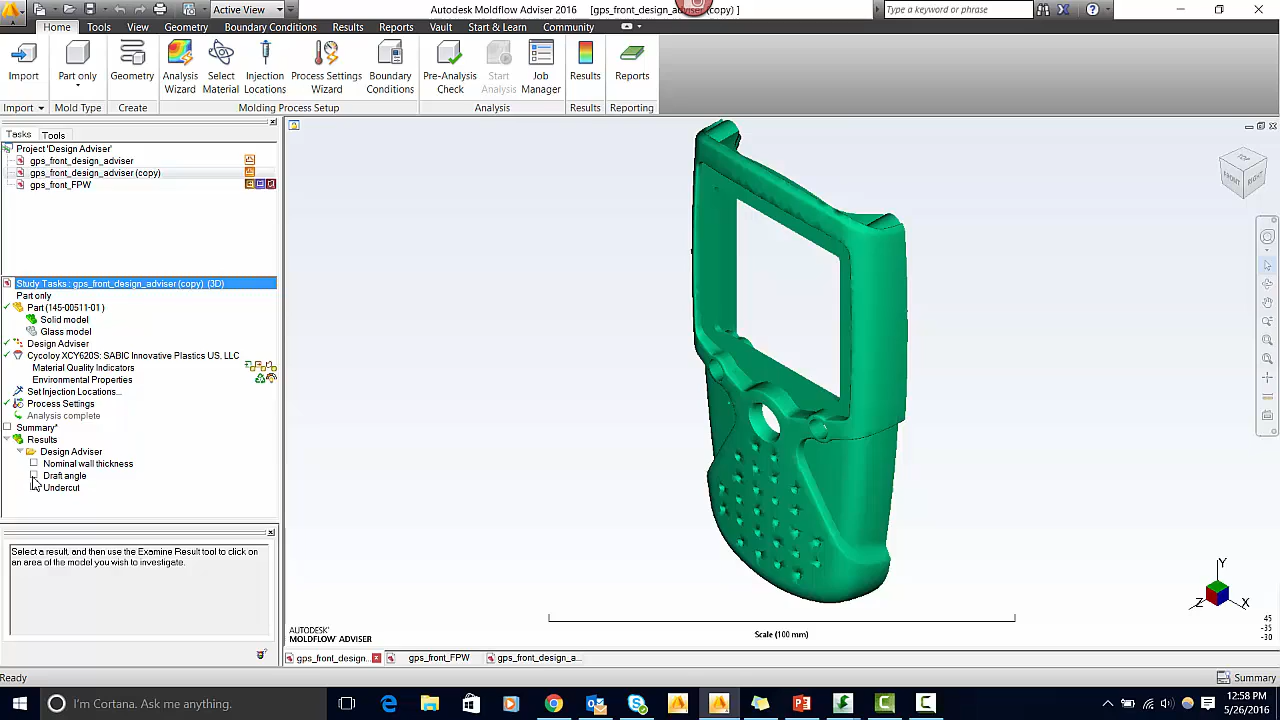 Active View
Autodesk Moldflow Adviser 2016 [gps_front_design_adviser (copy) ]
Type a keyword or phrase
Home Tools View Geometry Boundary Conditions Results Reports Vault Start & Learn Community
Import
Part only
Geometry
Analysis Wizard
Select Material
Injection Locations
Process Settings Wizard
Boundary Conditions
Pre-Analysis Check
Start Analysis
Job Manager
Results
Reports
Import Mold Type Create Molding Process Setup Analysis Results Reporting
Tasks Tools
Project 'Design Adviser'
gps_front_design_adviser
gps_front_design_adviser (copy)
gps_front_FPW
Study Tasks : gps_front_design_adviser (copy) (3D)
Part only
Part (145-00511-01 )
Solid model
Glass model
Design Adviser
Cycoloy XCY620S: SABIC Innovative Plastics US, LLC
Material Quality Indicators
Environmental Properties
Set Injection Locations...
Process Settings
Analysis complete
Summary*
Results
Design Adviser
Nominal wall thickness
Draft angle
Undercut
Select a result, and then use the Examine Result tool to click on
an area of the model you wish to investigate.
TOP
FRONT RIGHT
Y
Z X
45
-35
-30
Scale (100 mm)
AUTODESK
MOLDFLOW ADVISER
gps_front_design... gps_front_FPW gps_front_design_a...
Ready
Summary
I'm Cortana. Ask me anything.
12:58 PM
5/26/2016